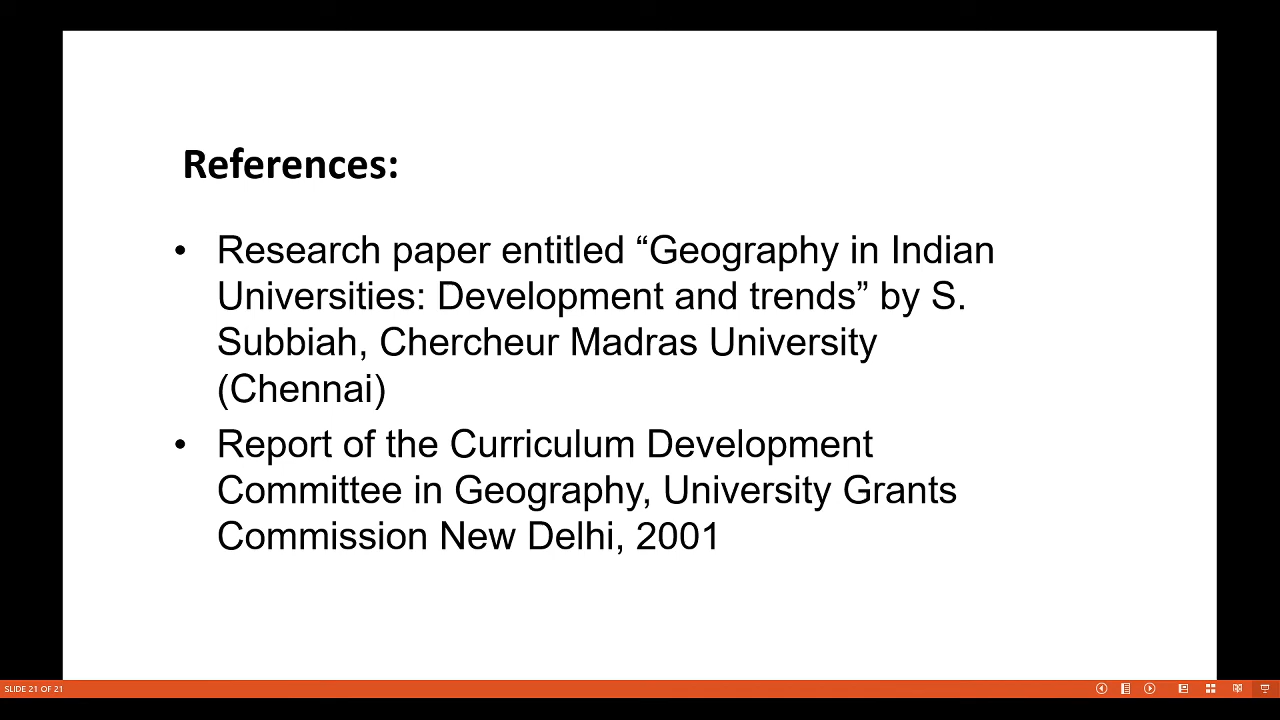 References:
• Research paper entitled “Geography in Indian
Universities: Development and trends” by S.
Subbiah, Chercheur Madras University
(Chennai)
• Report of the Curriculum Development
Committee in Geography, University Grants
Commission New Delhi, 2001
SLIDE 21 OF 21